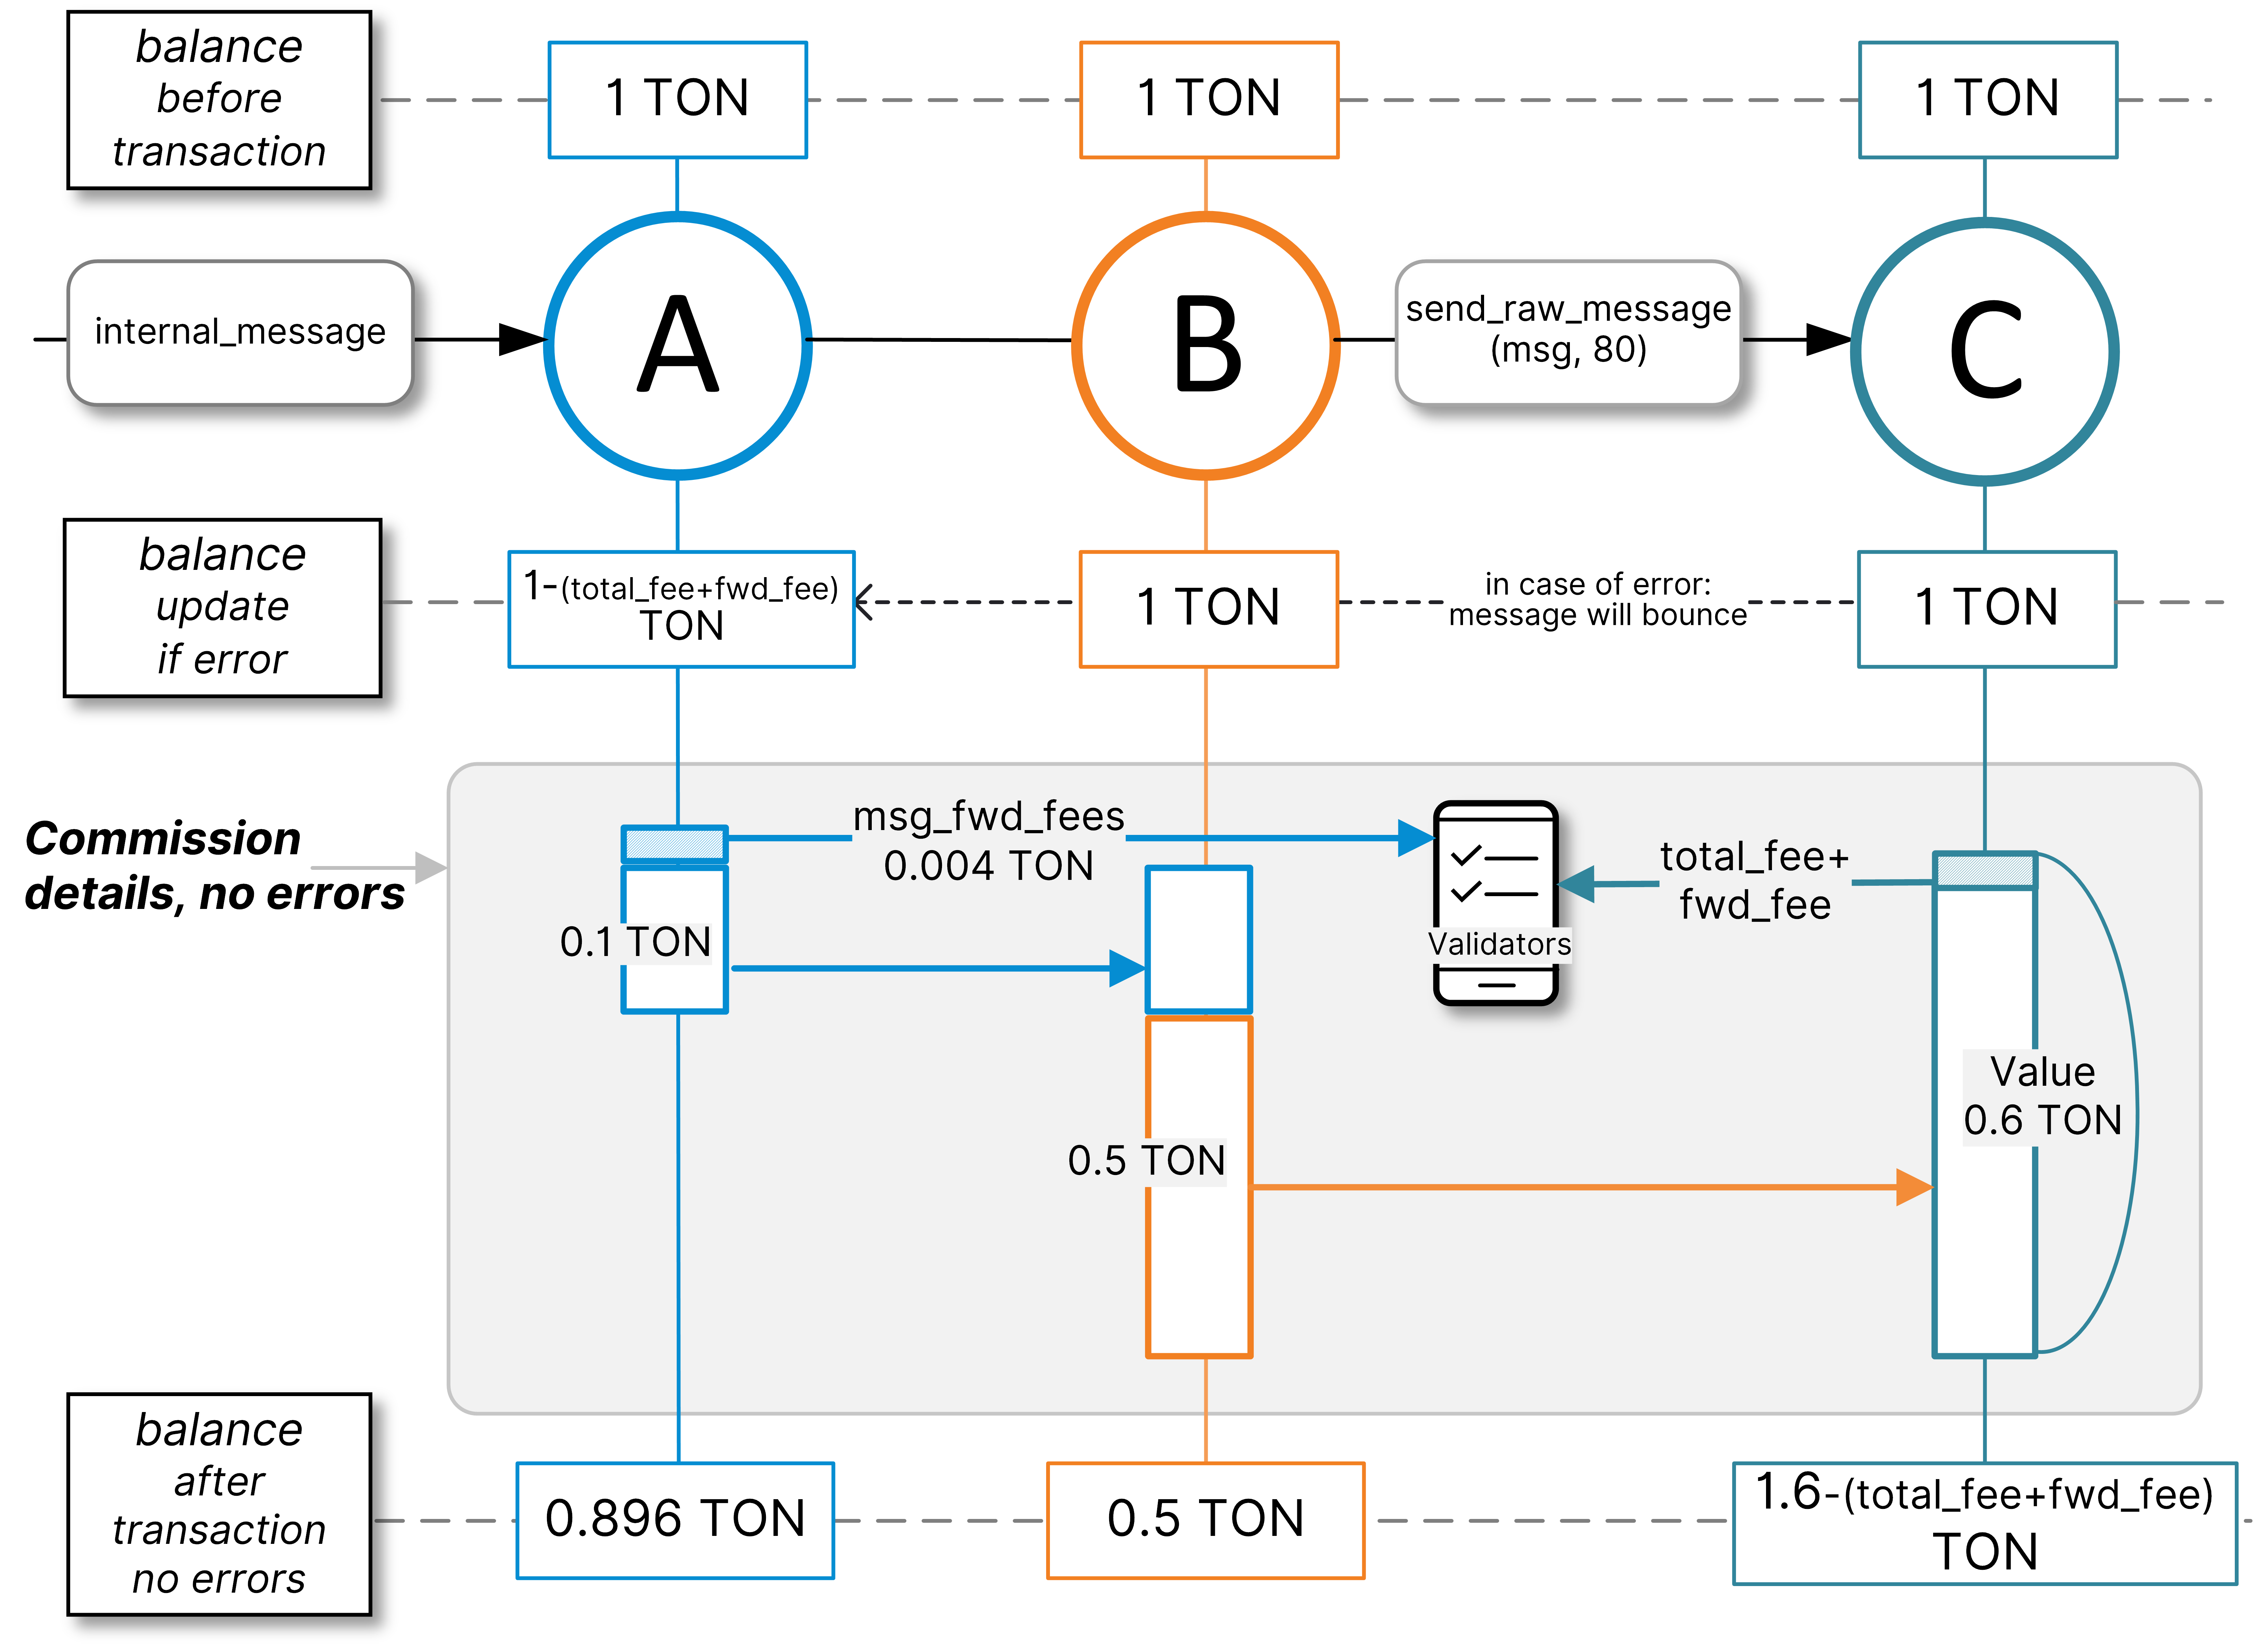 balance
before
transaction
1 TON
1 TON
1 TON
internal_message
A
B
send_raw_message
(msg, 80)
C
balance
update
if error
1-(total_fee+fwd_fee)
TON
1 TON
in case of error:
message will bounce
1 TON
Commission
details, no errors
msg_fwd_fees
0.004 TON
0.1 TON
Validators
total_fee+
fwd_fee
Value
0.6 TON
0.5 TON
balance
after
transaction
no errors
0.896 TON
0.5 TON
1.6-(total_fee+fwd_fee)
TON